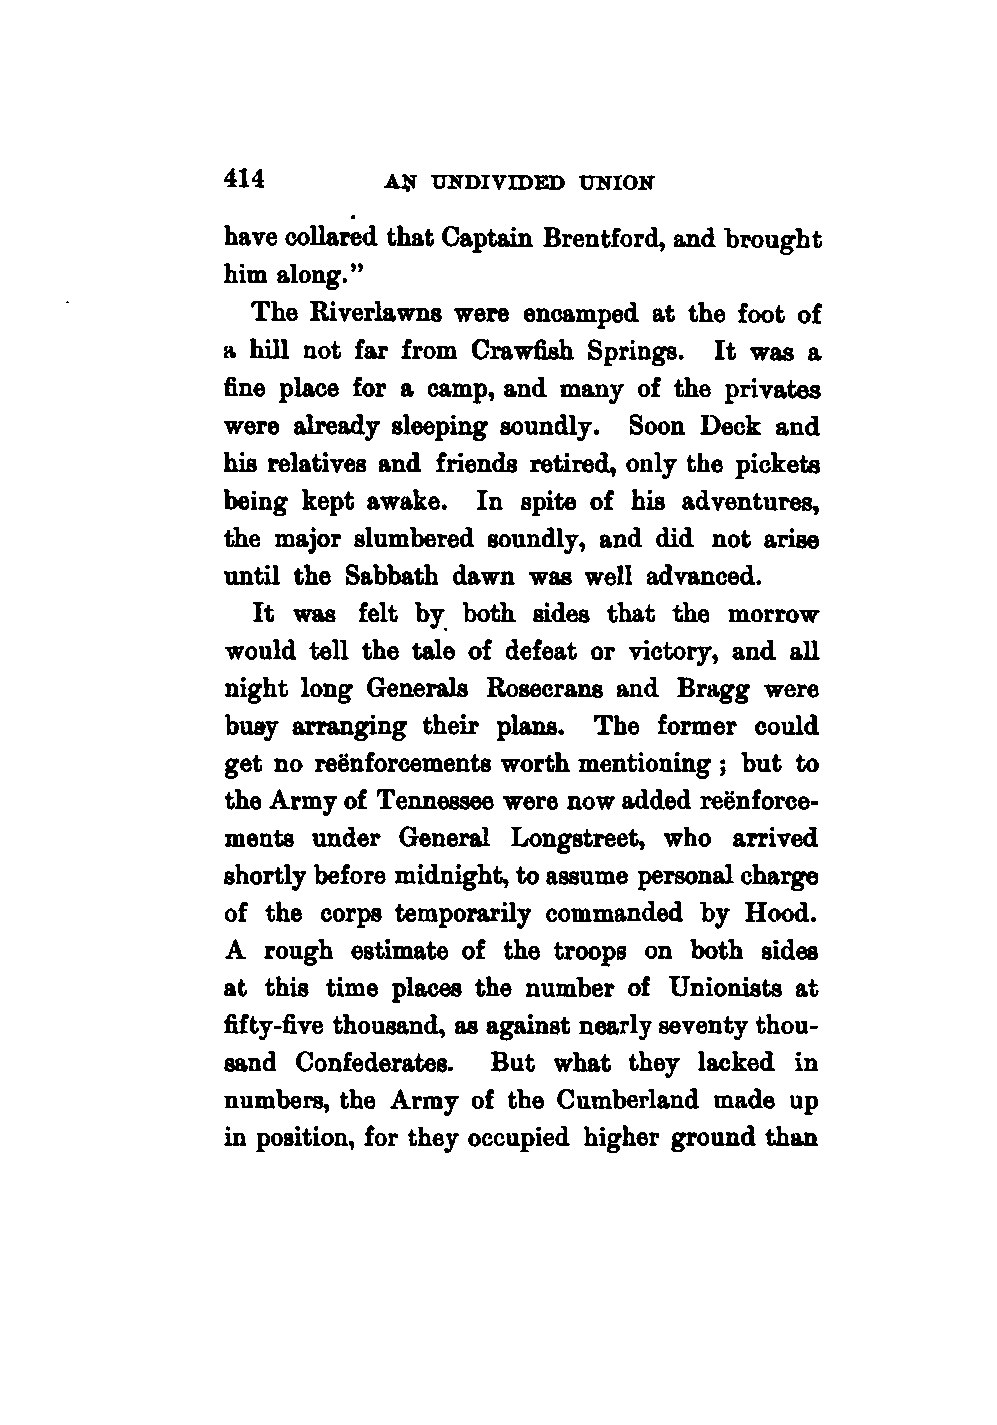 414 AN UNDIVIDED UNION
have collared that Captain Brentford, and brought
him along."
The Riverlawns were encamped at the foot of
a hill not far from Crawfish Springs. It was a
fine place for a camp, and many of the privates
were already sleeping soundly. Soon Deck and
his relatives and friends retired, only the pickets
being kept awake. In spite of his adventures,
the major slumbered soundly, and did not arise
until the Sabbath dawn was well advanced.
It was felt by both sides that the morrow
would tell the tale of defeat or victory, and all
night long Generals Rosecrans and Bragg were
busy arranging their plans. The former could
get no reënforcements worth mentioning; but to
the Army of Tennessee were now added reënforce-
ments under General Longstreet, who arrived
shortly before midnight, to assume personal charge
of the corps temporarily commanded by Hood.
A rough estimate of the troops on both sides
at this time places the number of Unionists at
fifty-five thousand, as against nearly seventy thou-
sand Confederates. But what they lacked in
numbers, the Army of the Cumberland made up
in position, for they occupied higher ground than